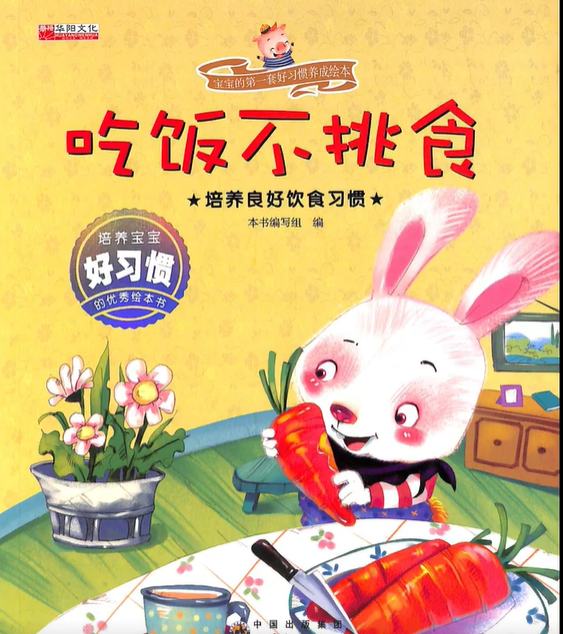 华阳文化
宝宝的第一套好习惯养成绘本
吃饭不挑食
★培养良好饮食习惯★
本书编写组 编
培养宝宝
好习惯
的优秀绘本书
中国出版集团